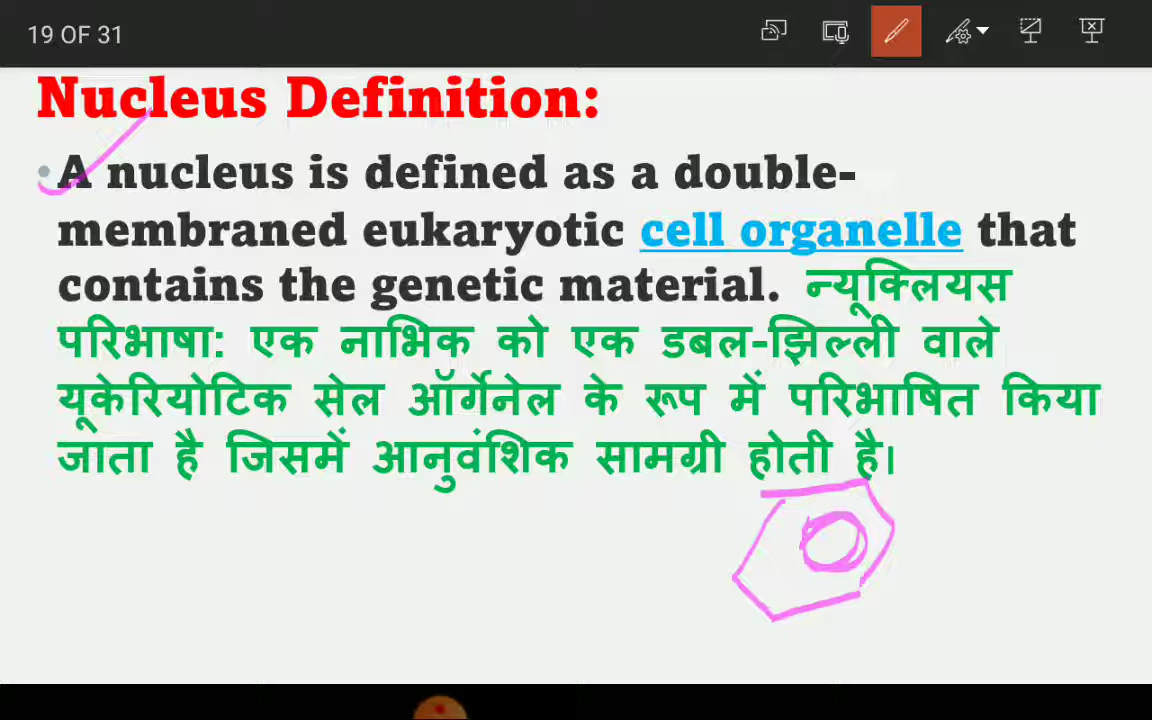 19 OF 31
Nucleus Definition:
• A nucleus is defined as a double-
membraned eukaryotic cell organelle that
contains the genetic material. न्यूक्लियस
परिभाषा: एक नाभिक को एक डबल-झिल्ली वाले
यूकेरियोटिक सेल ऑर्गेनेल के रूप में परिभाषित किया
जाता है जिसमें आनुवंशिक सामग्री होती है।